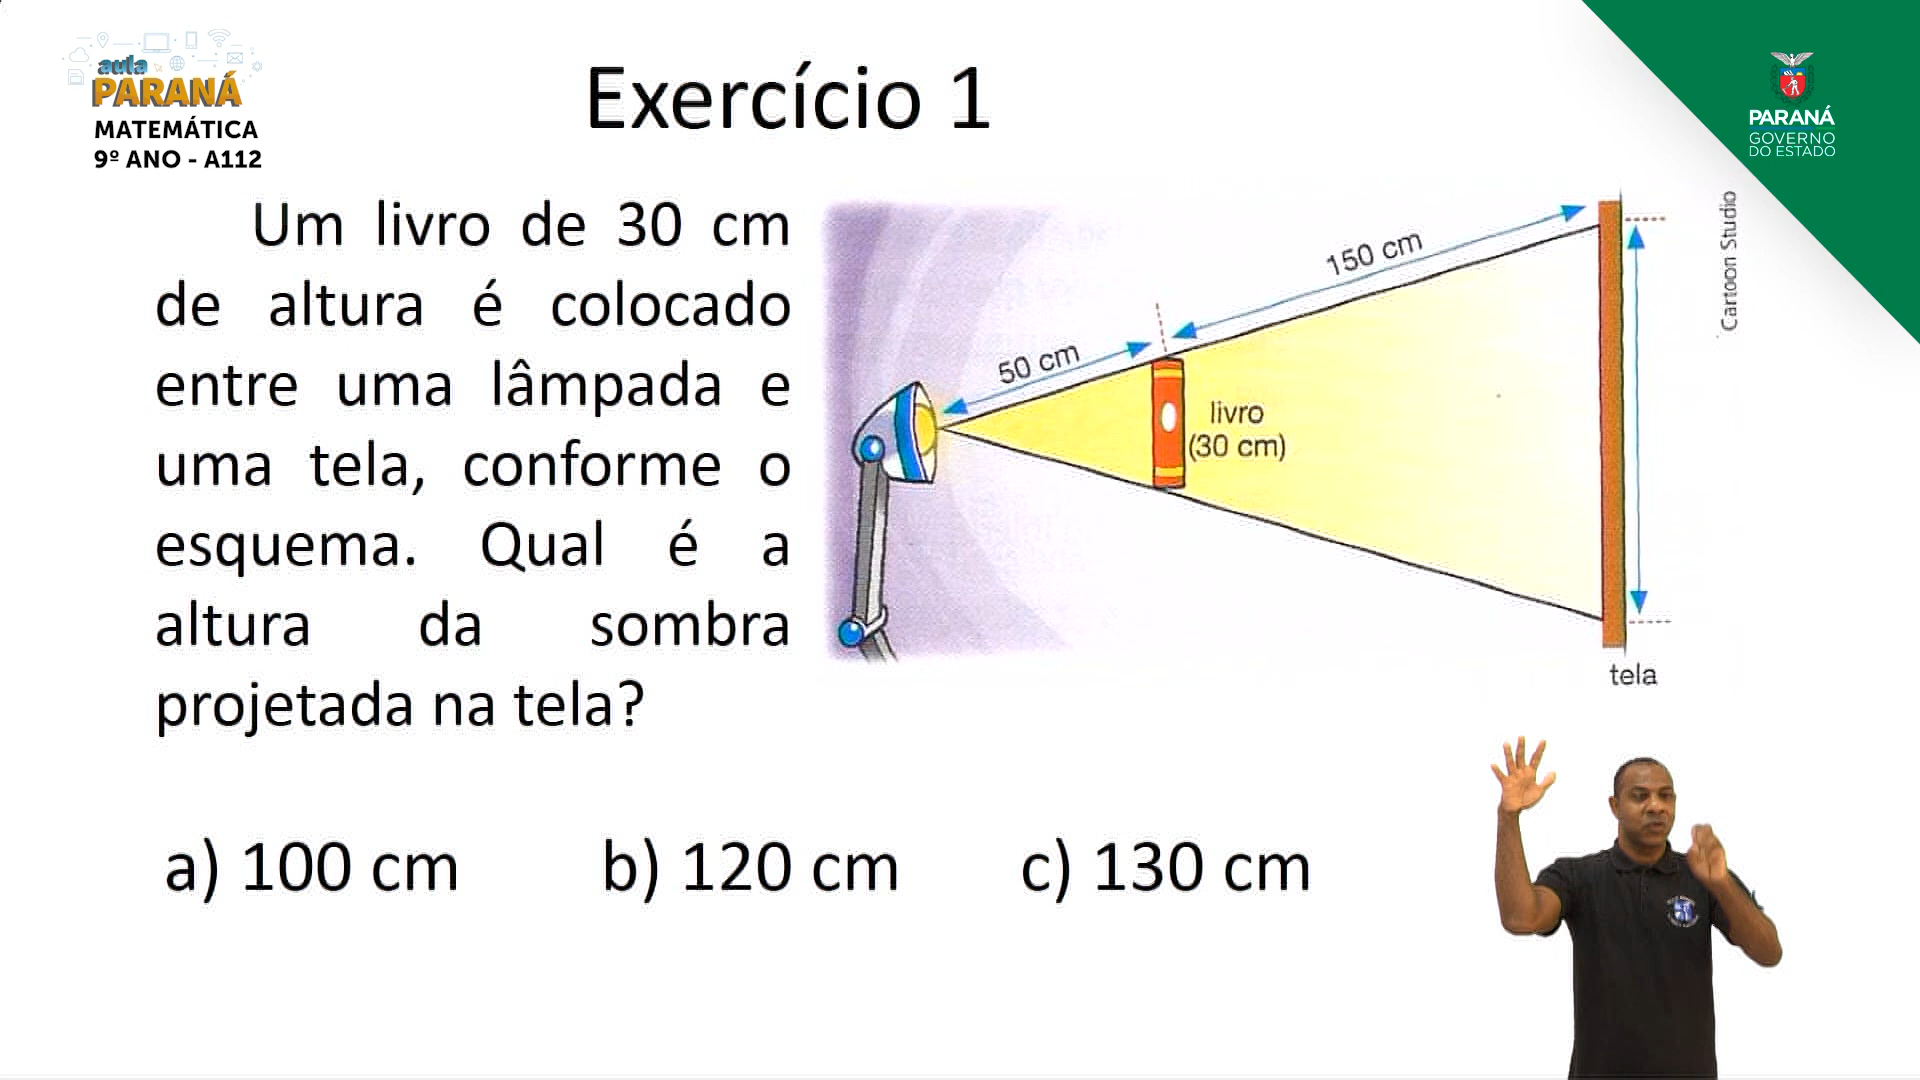 aula
PARANÁ
MATEMÁTICA
9º ANO - A112
Exercício 1
PARANÁ
GOVERNO
DO ESTADO
Um livro de 30 cm
de altura é colocado
entre uma lâmpada e
uma tela, conforme o
esquema. Qual é a
altura da sombra
projetada na tela?
50 cm
150 cm
livro
(30 cm)
tela
Cartoon Studio
a) 100 cm b) 120 cm c) 130 cm